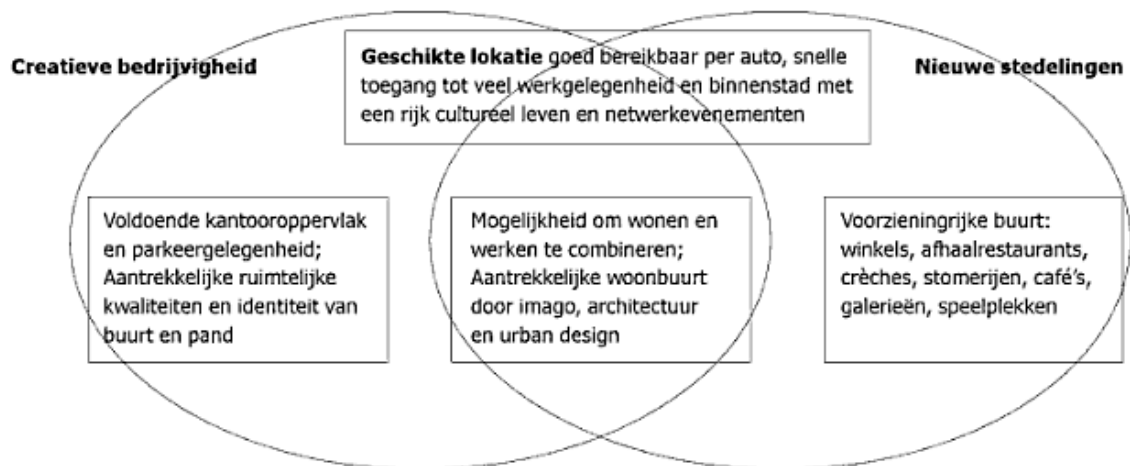 Creatieve bedrijvigheid
Geschikte lokatie goed bereikbaar per auto, snelle
toegang tot veel werkgelegenheid en binnenstad met
een rijk cultureel leven en netwerkevenementen
Nieuwe stedelingen
Voldoende kantooroppervlak
en parkeergelegenheid;
Aantrekkelijke ruimtelijke
kwaliteiten en identiteit van
buurt en pand
Mogelijkheid om wonen en
werken te combineren;
Aantrekkelijke woonbuurt
door imago, architectuur
en urban design
Voorzieningrijke buurt:
winkels, afhaalrestaurants,
crèches, stomerijen, café's,
galerieën, speelplekken